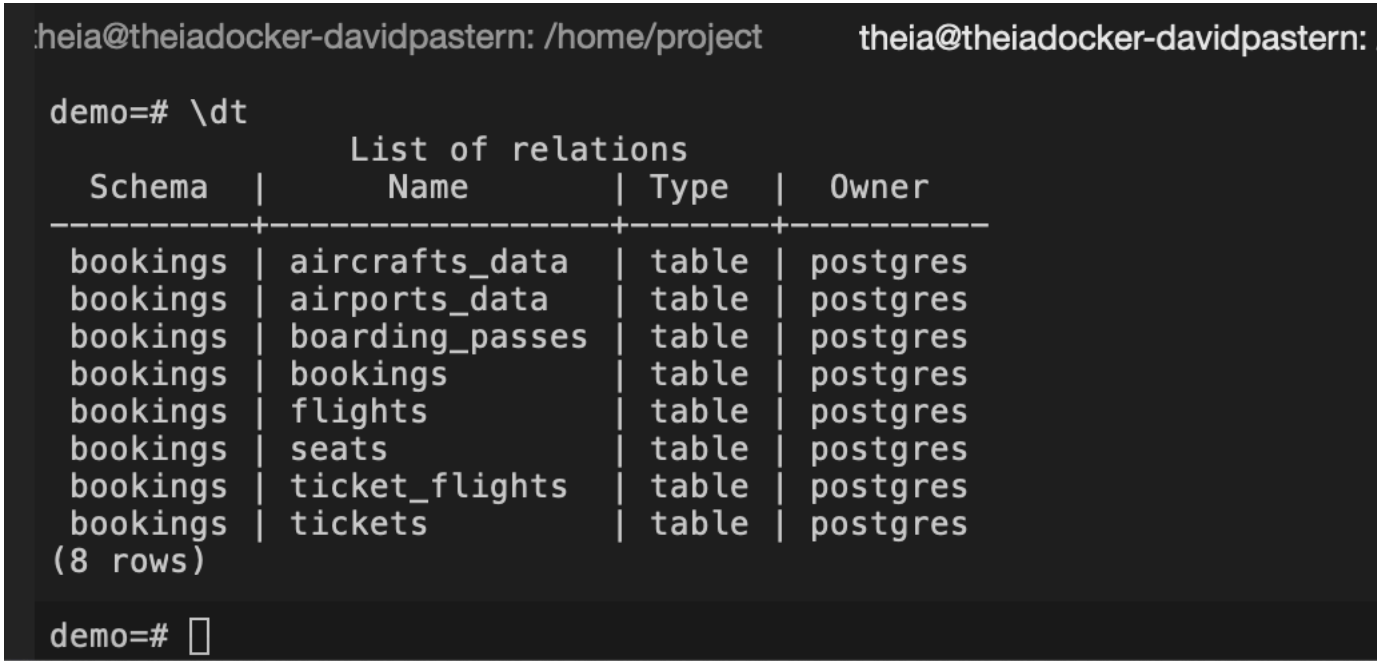 theia@theiadocker-davidpastern: /home/project theia@theiadocker-davidpastern:
demo=# \dt
List of relations
Schema | Name | Type | Owner
----------+-----------------+-------+----------
bookings | aircrafts_data | table | postgres
bookings | airports_data | table | postgres
bookings | boarding_passes | table | postgres
bookings | bookings | table | postgres
bookings | flights | table | postgres
bookings | seats | table | postgres
bookings | ticket_flights | table | postgres
bookings | tickets | table | postgres
(8 rows)
demo=#